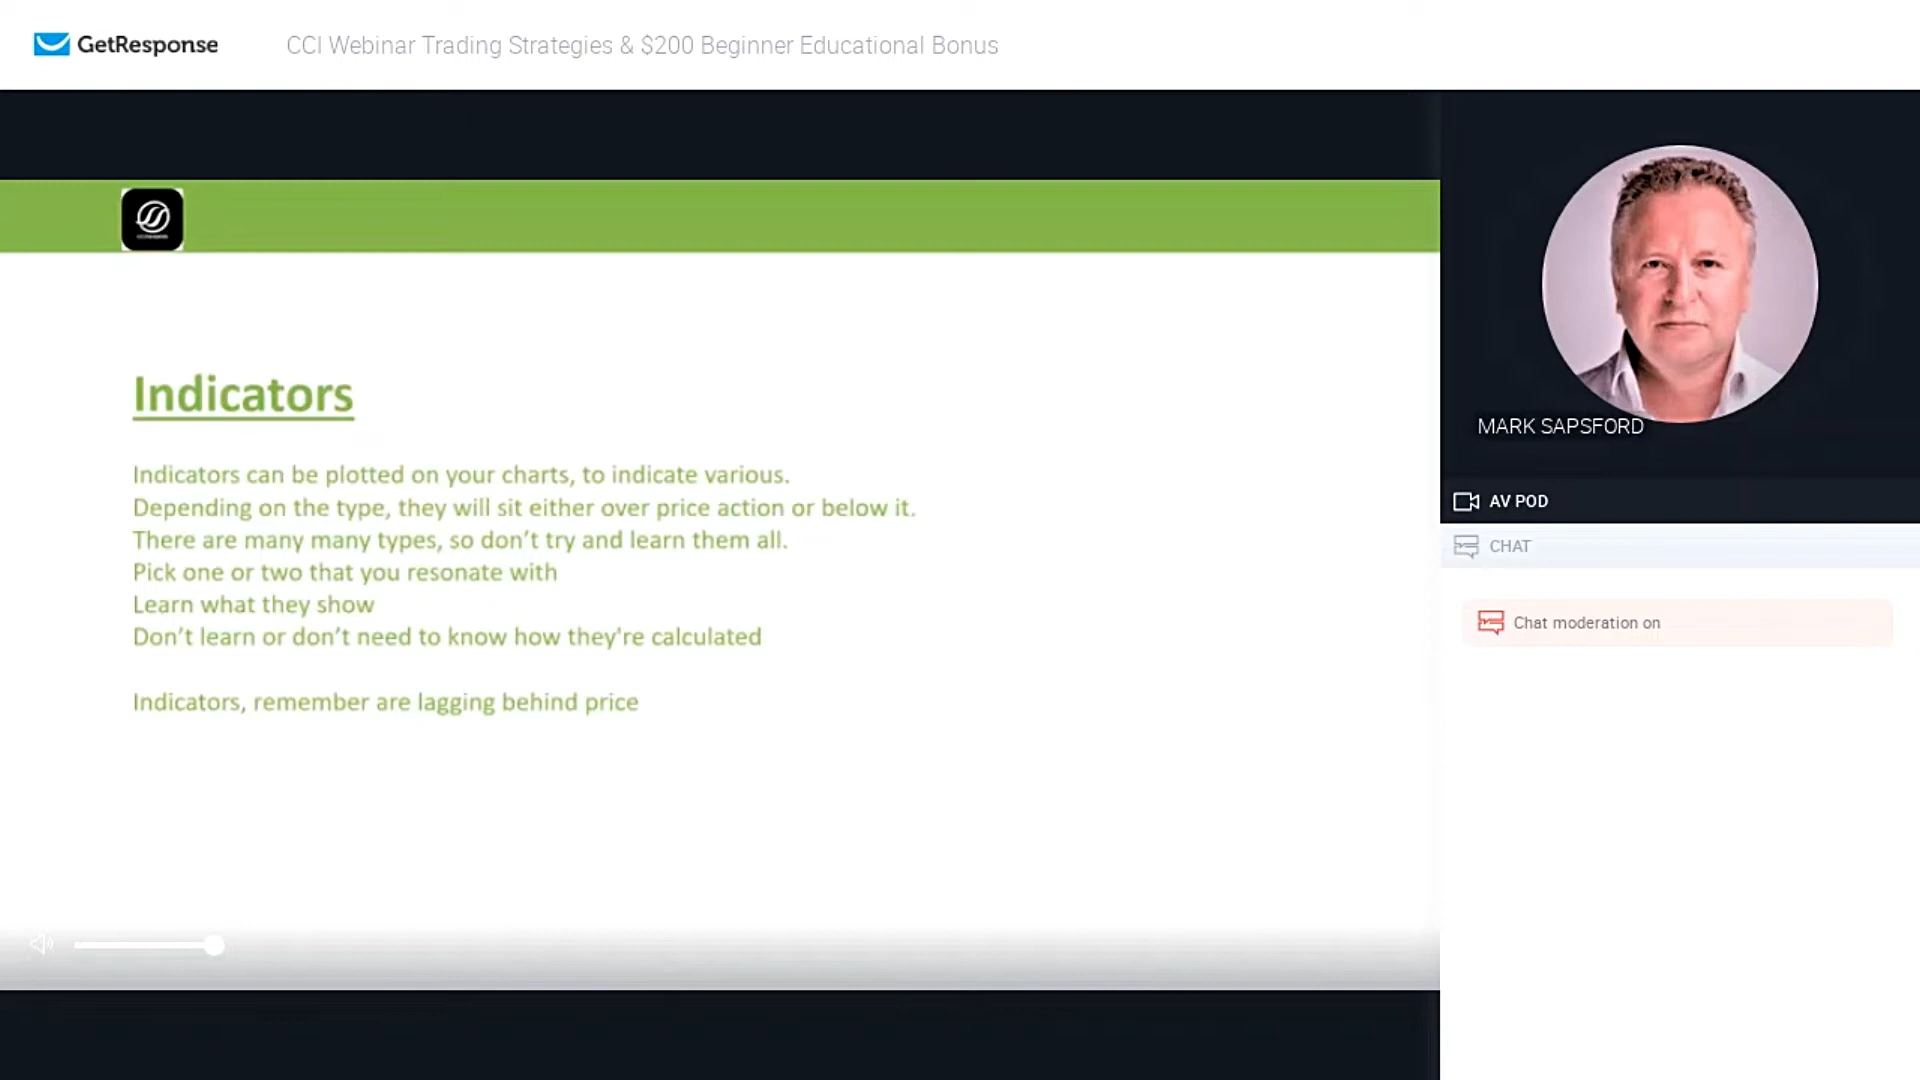 GetResponse
CCI Webinar Trading Strategies & $200 Beginner Educational Bonus
Indicators
Indicators can be plotted on your charts, to indicate various.
Depending on the type, they will sit either over price action or below it.
There are many many types, so don’t try and learn them all.
Pick one or two that you resonate with
Learn what they show
Don’t learn or don’t need to know how they're calculated
Indicators, remember are lagging behind price
MARK SAPSFORD
AV POD
CHAT
Chat moderation on